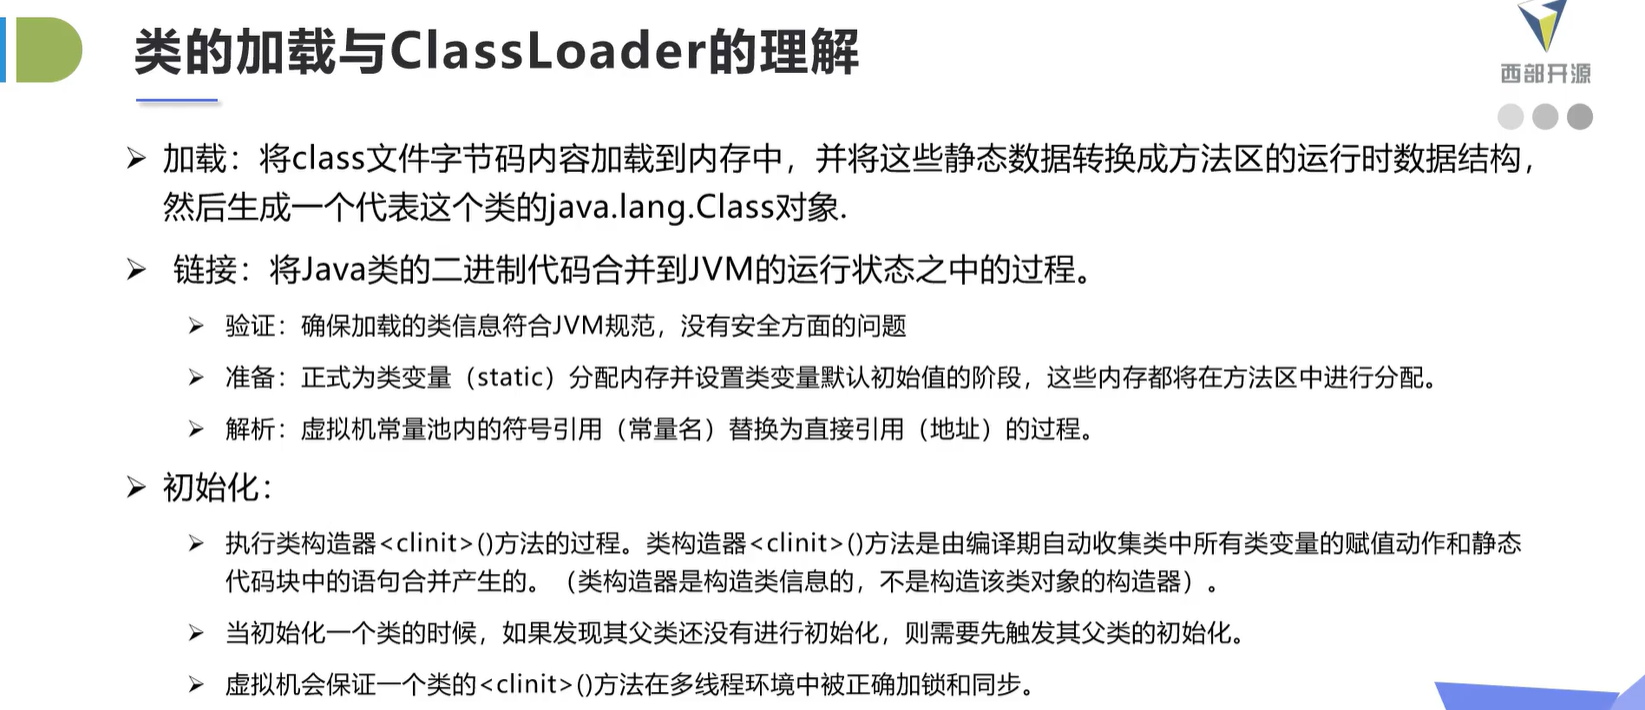 类的加载与ClassLoader的理解
西部开源
加载：将class文件字节码内容加载到内存中，并将这些静态数据转换成方法区的运行时数据结构，
然后生成一个代表这个类的java.lang.Class对象.
链接：将Java类的二进制代码合并到JVM的运行状态之中的过程。
验证：确保加载的类信息符合JVM规范，没有安全方面的问题
准备：正式为类变量（static）分配内存并设置类变量默认初始值的阶段，这些内存都将在方法区中进行分配。
解析：虚拟机常量池内的符号引用（常量名）替换为直接引用（地址）的过程。
初始化：
执行类构造器<clinit>()方法的过程。类构造器<clinit>()方法是由编译期自动收集类中所有类变量的赋值动作和静态
代码块中的语句合并产生的。（类构造器是构造类信息的，不是构造该类对象的构造器）。
当初始化一个类的时候，如果发现其父类还没有进行初始化，则需要先触发其父类的初始化。
虚拟机会保证一个类的<clinit>()方法在多线程环境中被正确加锁和同步。